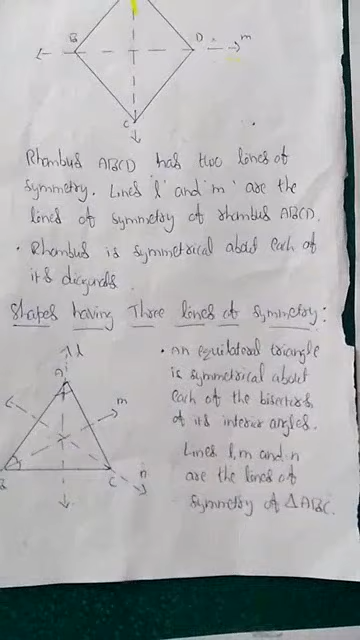 B
D
m
C
Rhombus ABCD has two lines of
symmetry. Lines 'l' and 'm' are the
lines of symmetry of rhombus ABCD.
• Rhombus is symmetrical about each of
its diagonals.
Shapes having Three lines of symmetry:
l
A
m
B
C
n
• An equilateral triangle
is symmetrical about
each of the bisectors
of its interior angles.
Lines l, m and n
are the lines of
symmetry of △ABC.